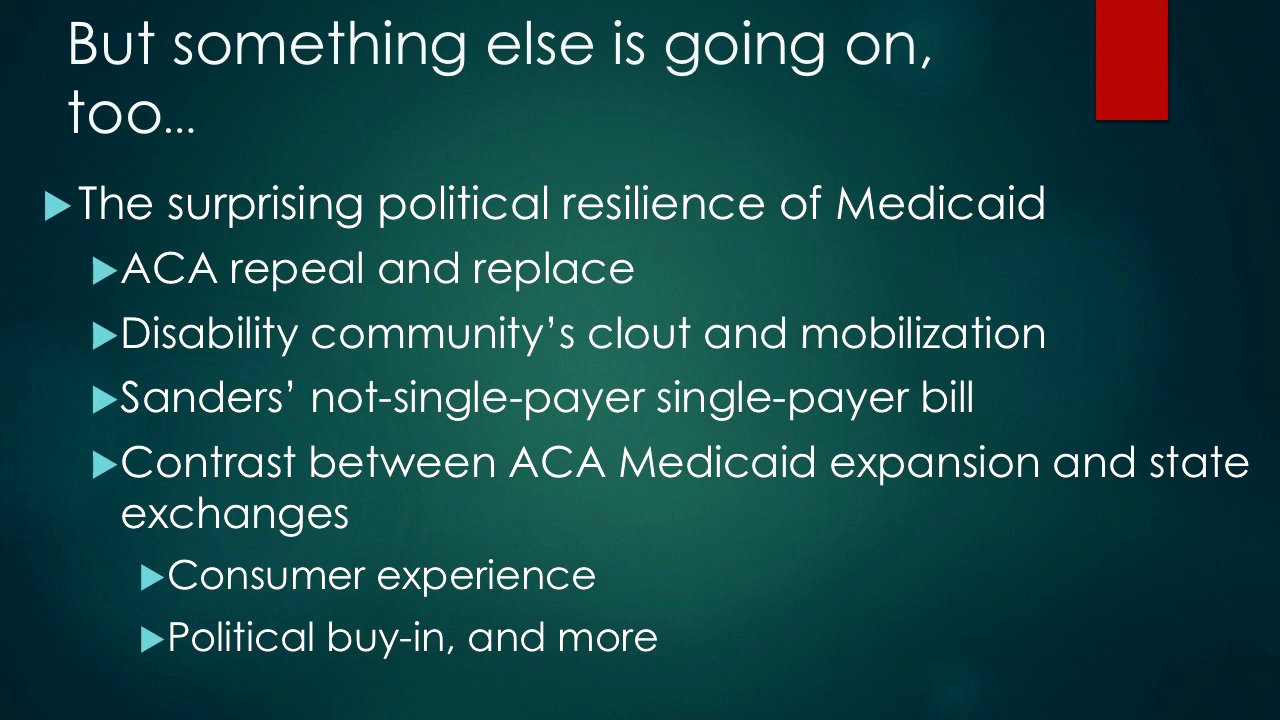 But something else is going on,
too...
The surprising political resilience of Medicaid
ACA repeal and replace
Disability community’s clout and mobilization
Sanders’ not-single-payer single-payer bill
Contrast between ACA Medicaid expansion and state
exchanges
Consumer experience
Political buy-in, and more